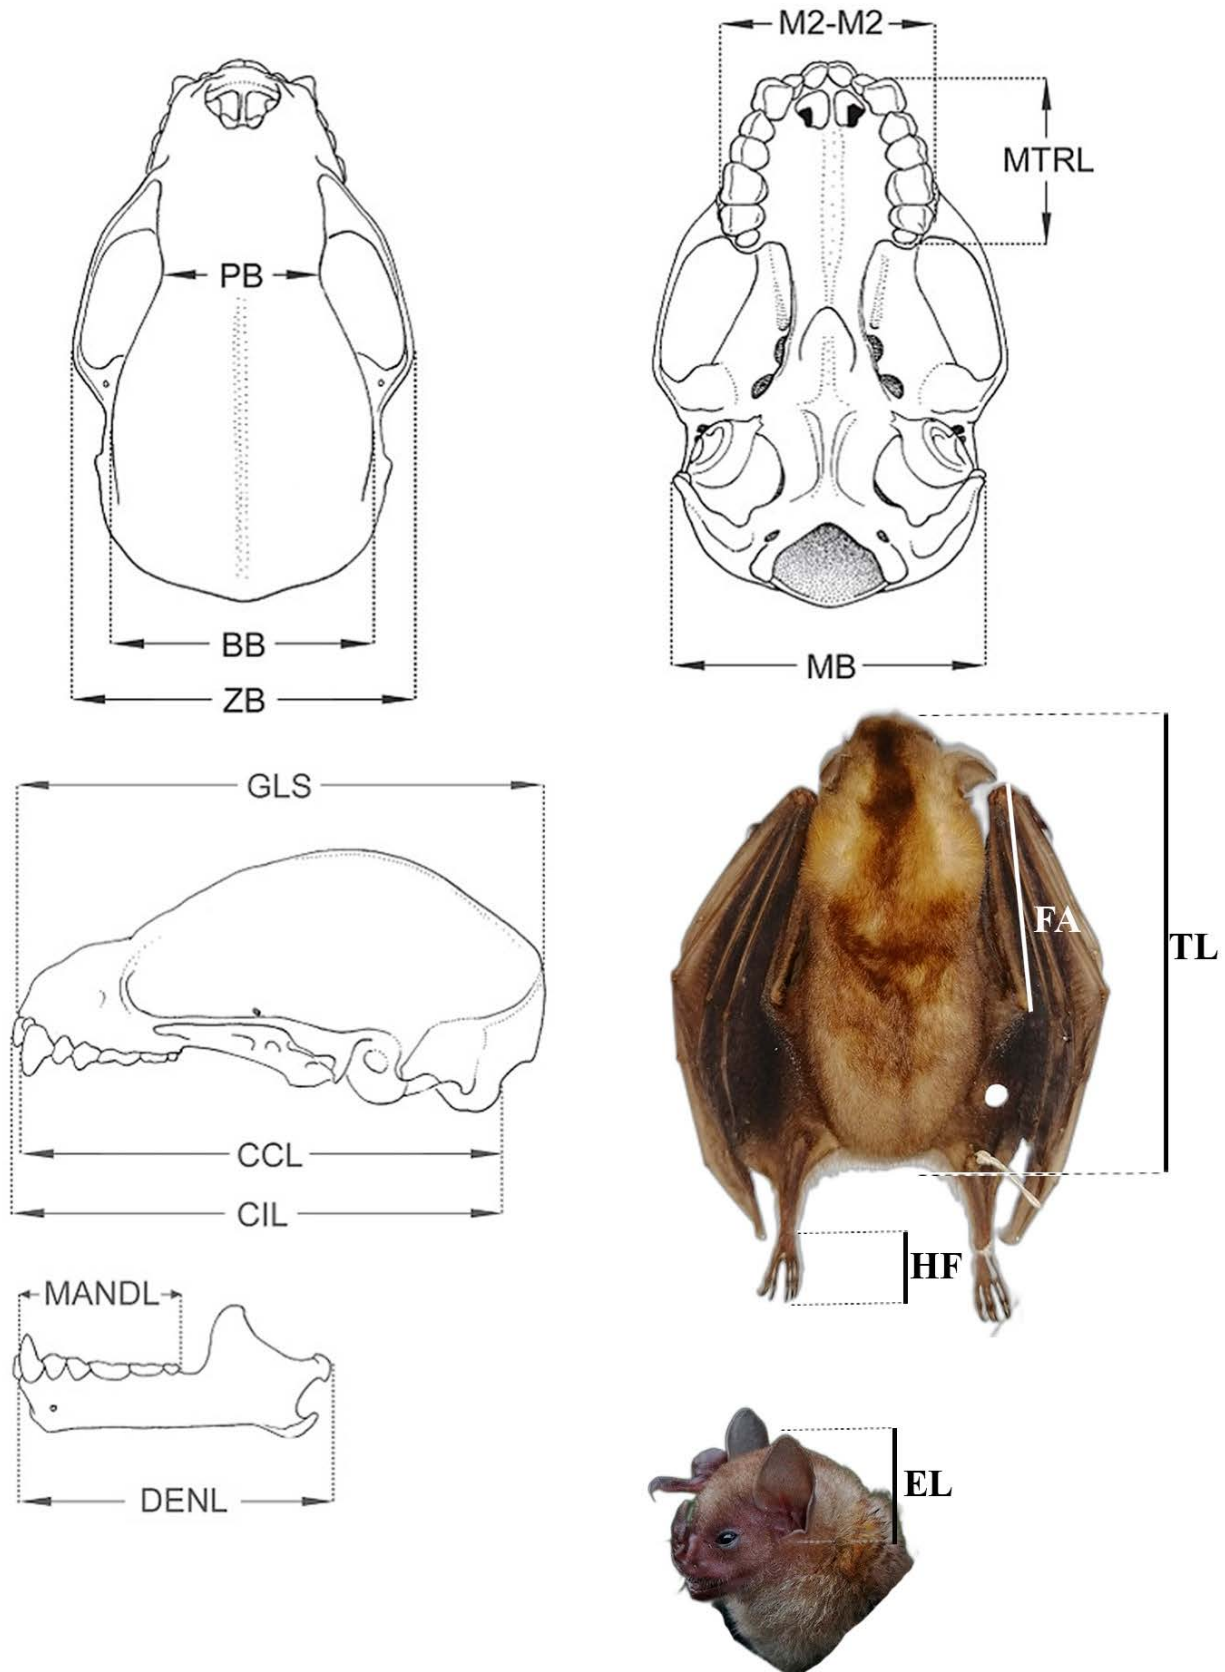 M2-M2
MTRL
PB
BB
MB
ZB
GLS
FA
TL
CCL
CIL
HF
MANDL
EL
DENL